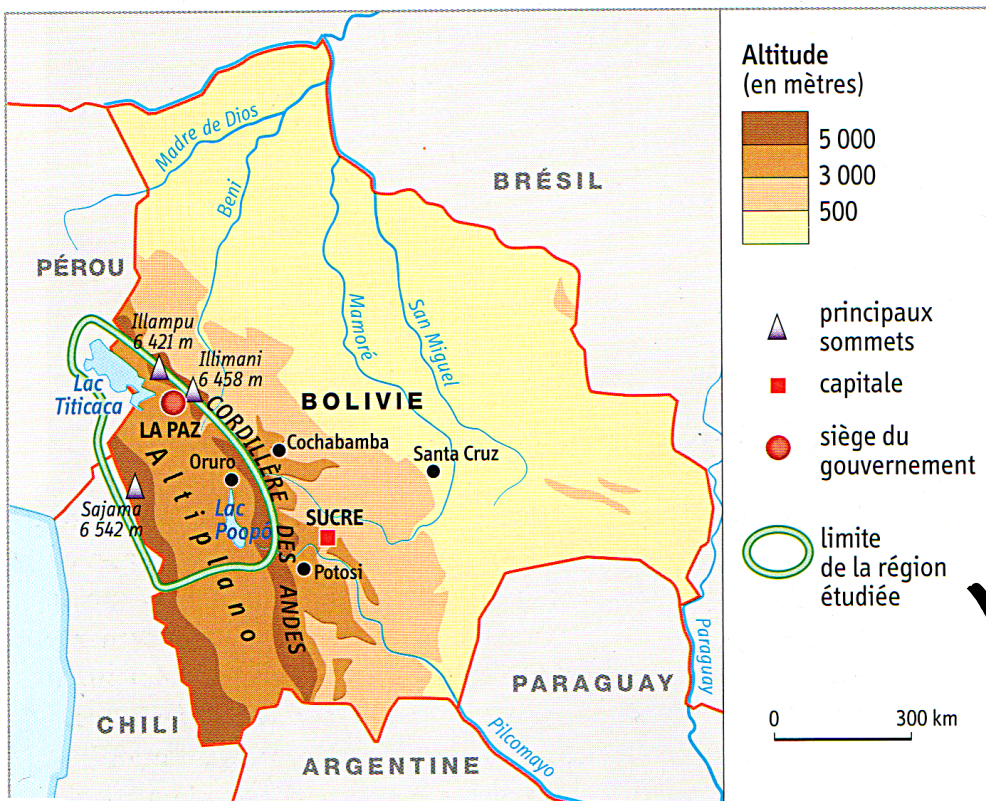 Madre de Dios
Beni
BRÉSIL
PÉROU
Illampu
6 421 m
Illimani
6 458 m
Mamoré
San Miguel
Lac
Titicaca
BOLIVIE
LA PAZ
CORDILLÈRE DES ANDES
Cochabamba
Oruro
Santa Cruz
Altiplano
Sajama
6 542 m
Lac
Poopó
SUCRE
Potosi
Paraguay
PARAGUAY
CHILI
Pilcomayo
ARGENTINE
Altitude
(en mètres)
5 000
3 000
500
principaux
sommets
capitale
siège du
gouvernement
limite
de la région
étudiée
0 300 km